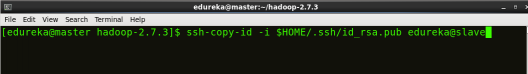 edureka@master:~/hadoop-2.7.3
File Edit View Search Terminal Help
[edureka@master hadoop-2.7.3]$ ssh-copy-id -i $HOME/.ssh/id_rsa.pub edureka@slave